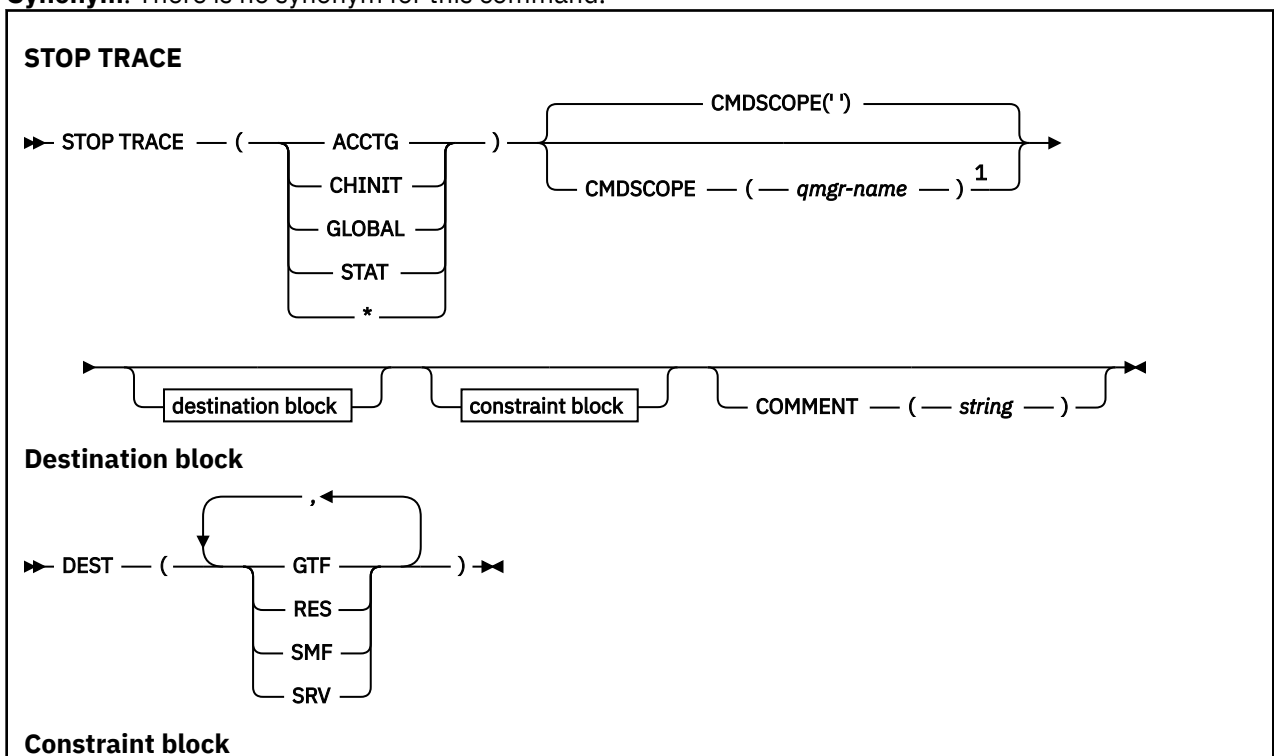 Synonym: There is no synonym for this command.
STOP TRACE
CMDSCOPE(' ')
STOP TRACE ( ACCTG )
CHINIT
GLOBAL
STAT
*
CMDSCOPE ( qmgr-name ) 1
destination block
constraint block
COMMENT ( string )
Destination block
,
DEST ( GTF )
RES
SMF
SRV
Constraint block